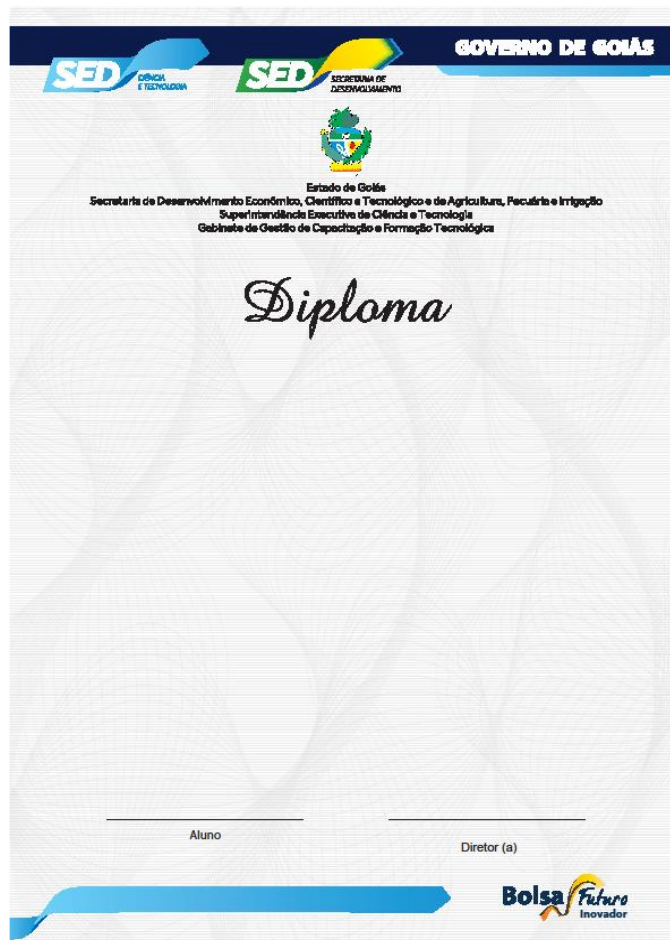 GOVERNO DE GOIÁS
SED CIÊNCIA
E TECNOLOGIA
SED SECRETARIA DE
DESENVOLVIMENTO
Estado de Goiás
Secretaria de Desenvolvimento Econômico, Científico e Tecnológico e de Agricultura, Pecuária e Irrigação
Superintendência Executiva de Ciência e Tecnologia
Gabinete de Gestão de Capacitação e Formação Tecnológica
Diploma
Aluno
Diretor (a)
Bolsa Futuro
Inovador